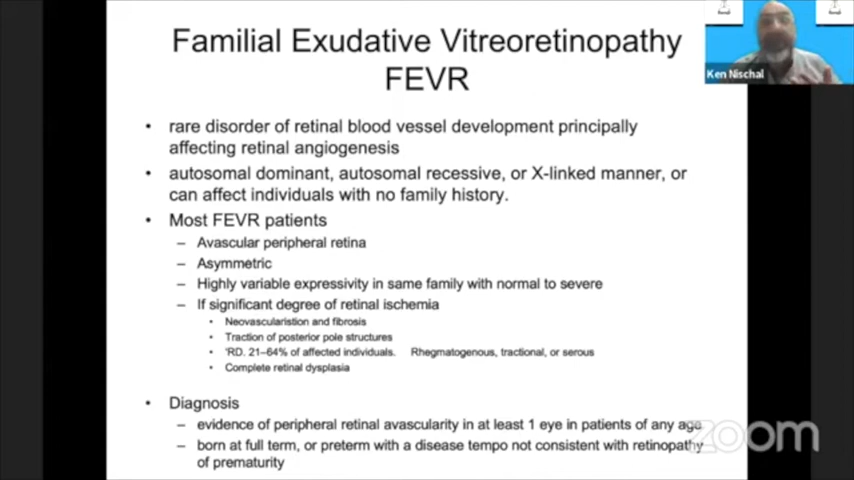 Familial Exudative Vitreoretinopathy
FEVR
Ken Nischal
• rare disorder of retinal blood vessel development principally
affecting retinal angiogenesis
• autosomal dominant, autosomal recessive, or X-linked manner, or
can affect individuals with no family history.
• Most FEVR patients
– Avascular peripheral retina
– Asymmetric
– Highly variable expressivity in same family with normal to severe
– If significant degree of retinal ischemia
• Neovascularistion and fibrosis
• Traction of posterior pole structures
• 'RD. 21–64% of affected individuals. Rhegmatogenous, tractional, or serous
• Complete retinal dysplasia
• Diagnosis
– evidence of peripheral retinal avascularity in at least 1 eye in patients of any age
– born at full term, or preterm with a disease tempo not consistent with retinopathy
of prematurity
zoom